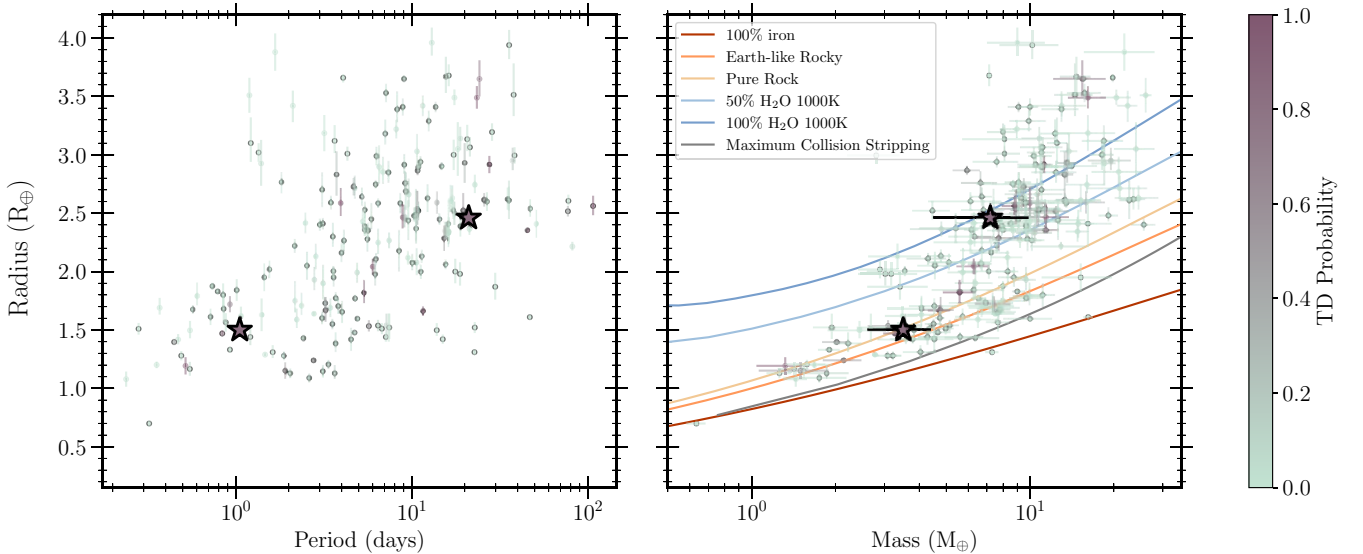 4.0
3.5
3.0
2.5
2.0
1.5
1.0
0.5
Radius (R⊕)
10⁰
10¹
10²
Period (days)
100% iron
Earth-like Rocky
Pure Rock
50% H₂O 1000K
100% H₂O 1000K
Maximum Collision Stripping
10⁰
10¹
Mass (M⊕)
1.0
0.8
0.6
0.4
0.2
0.0
TD Probability